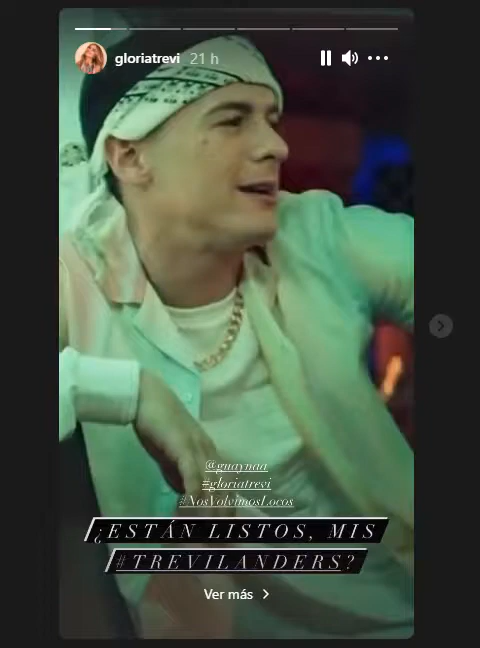 gloriatrevi 21 h
@guaynaa
#gloriatrevi
#NosVolvimosLocos
¿ESTÁN LISTOS, MIS
#TREVILANDERS?
Ver más